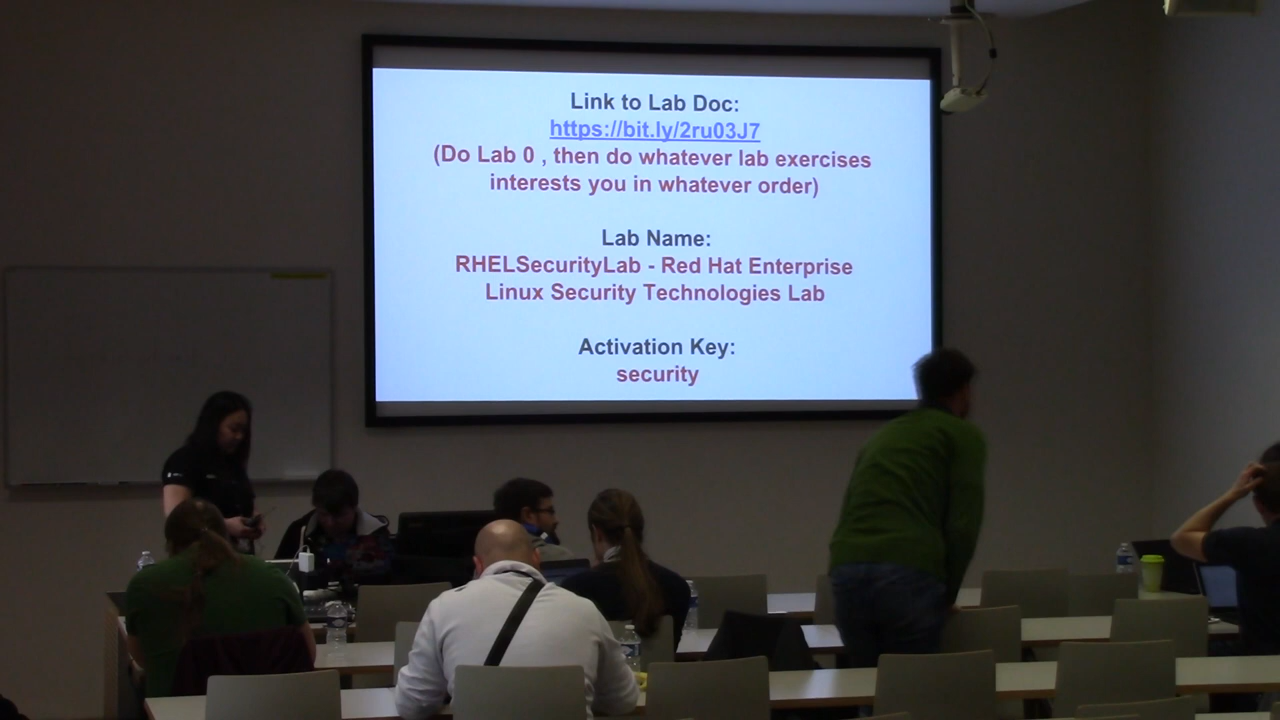 Link to Lab Doc:
https://bit.ly/2ru03J7
(Do Lab 0 , then do whatever lab exercises
interests you in whatever order)
Lab Name:
RHELSecurityLab - Red Hat Enterprise
Linux Security Technologies Lab
Activation Key:
security